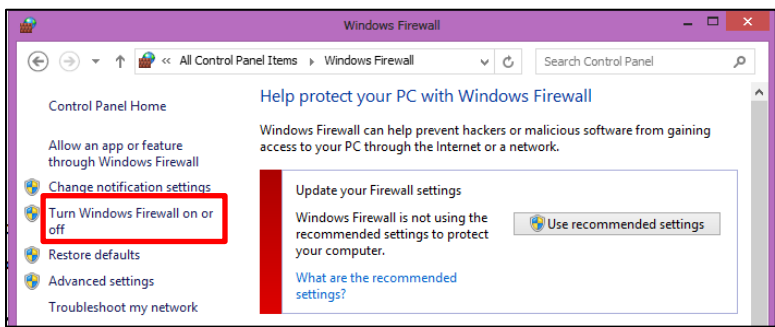 Windows Firewall
« All Control Panel Items Windows Firewall
Search Control Panel
Control Panel Home
Allow an app or feature
through Windows Firewall
Change notification settings
Turn Windows Firewall on or
off
Restore defaults
Advanced settings
Troubleshoot my network
Help protect your PC with Windows Firewall
Windows Firewall can help prevent hackers or malicious software from gaining
access to your PC through the Internet or a network.
Update your Firewall settings
Windows Firewall is not using the
recommended settings to protect
your computer.
Use recommended settings
What are the recommended
settings?